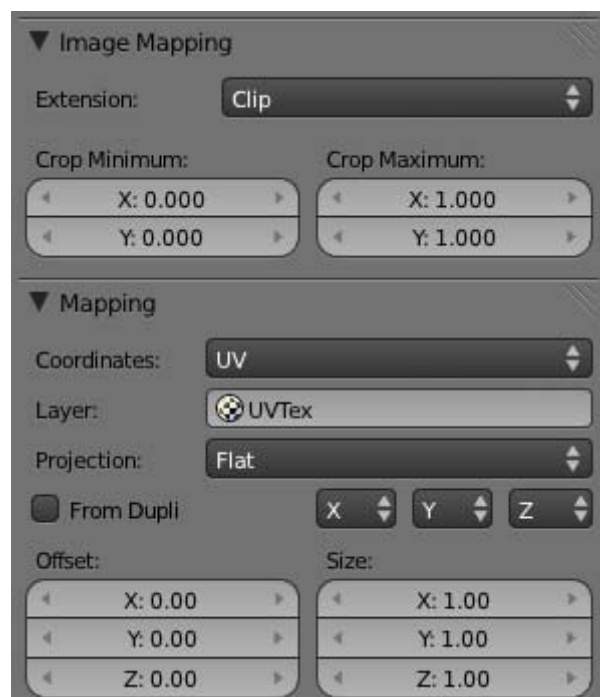 Image Mapping
Extension: Clip
Crop Minimum: Crop Maximum:
X: 0.000 X: 1.000
Y: 0.000 Y: 1.000
Mapping
Coordinates: UV
Layer: UVTex
Projection: Flat
From Dupli X Y Z
Offset: Size:
X: 0.00 X: 1.00
Y: 0.00 Y: 1.00
Z: 0.00 Z: 1.00